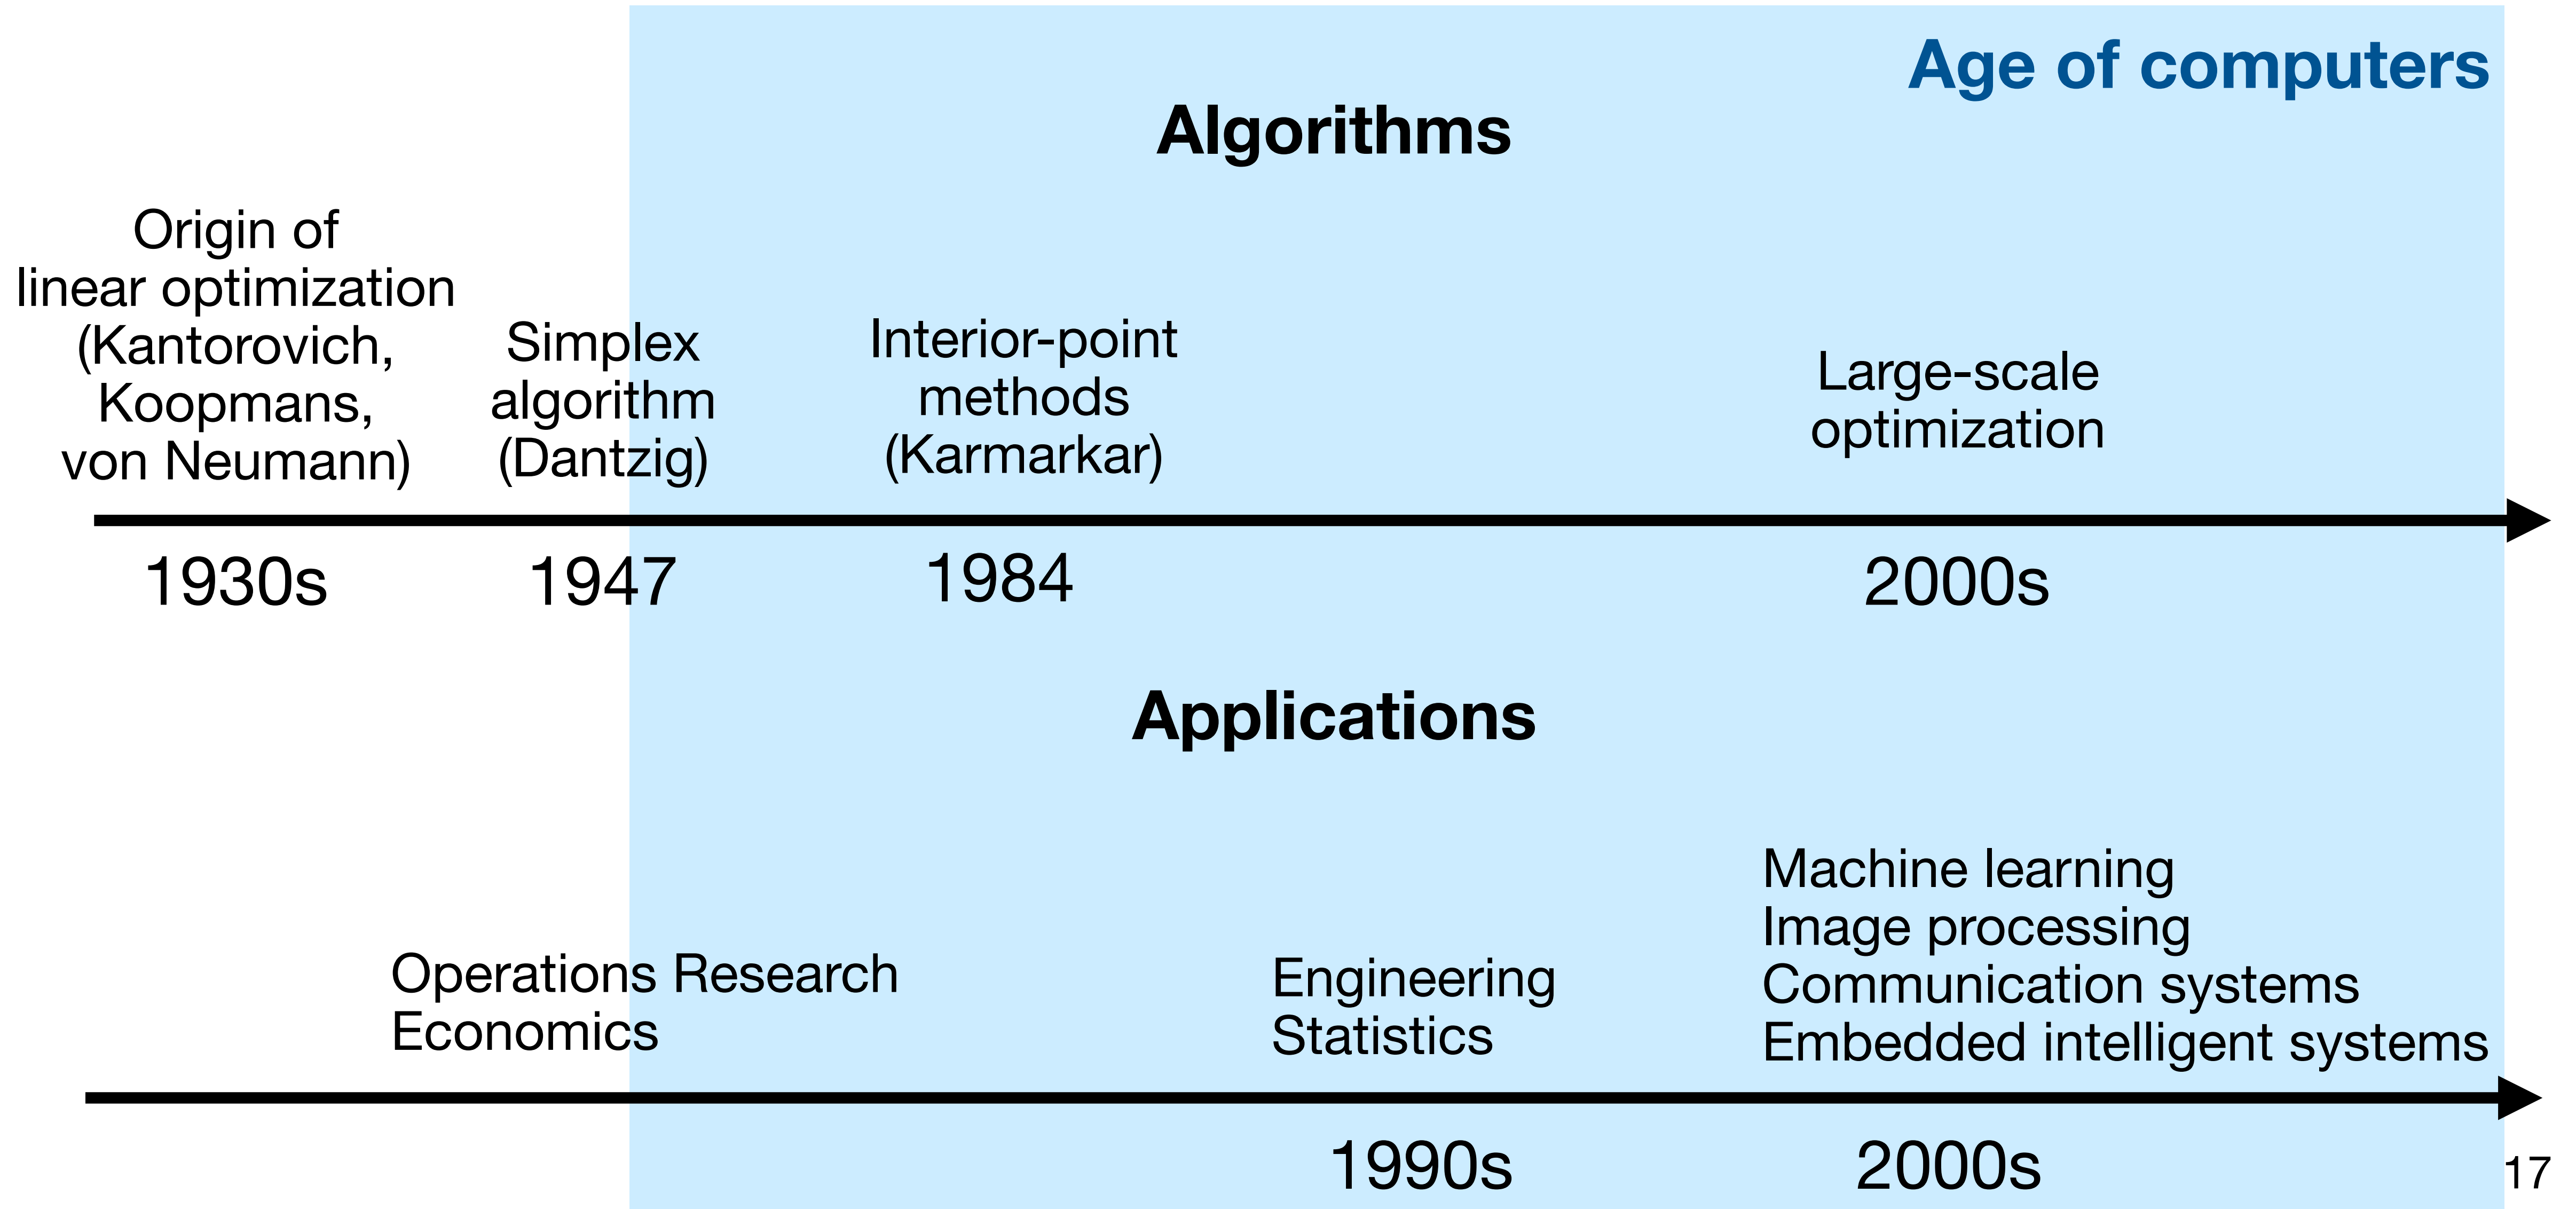 Age of computers
Algorithms
Origin of
linear optimization
(Kantorovich,
Koopmans,
von Neumann)
Simplex
algorithm
(Dantzig)
Interior-point
methods
(Karmarkar)
Large-scale
optimization
1930s
1947
1984
2000s
Applications
Operations Research
Economics
Engineering
Statistics
Machine learning
Image processing
Communication systems
Embedded intelligent systems
1990s
2000s
17